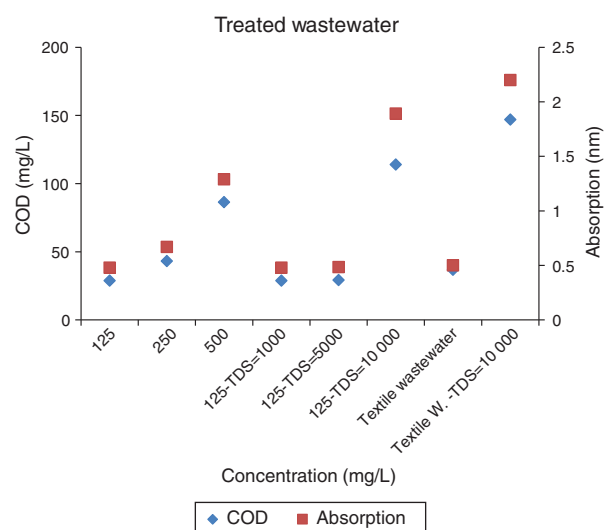 Treated wastewater
COD (mg/L)
200
150
100
50
0
Absorption (nm)
2.5
2
1.5
1
0.5
0
125
250
500
125-TDS=1000
125-TDS=5000
125-TDS=10 000
Textile wastewater
Textile W. -TDS=10 000
Concentration (mg/L)
COD
Absorption